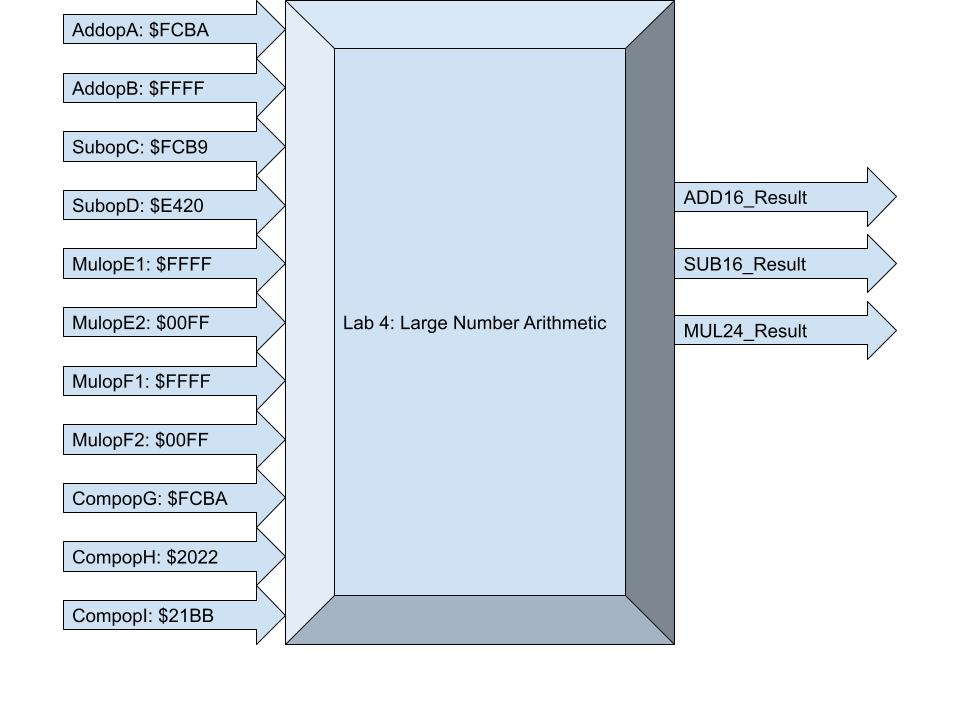 AddopA: $FCBA
AddopB: $FFFF
SubopC: $FCB9
SubopD: $E420
MulopE1: $FFFF
MulopE2: $00FF
MulopF1: $FFFF
MulopF2: $00FF
CompopG: $FCBA
CompopH: $2022
CompopI: $21BB
Lab 4: Large Number Arithmetic
ADD16_Result
SUB16_Result
MUL24_Result